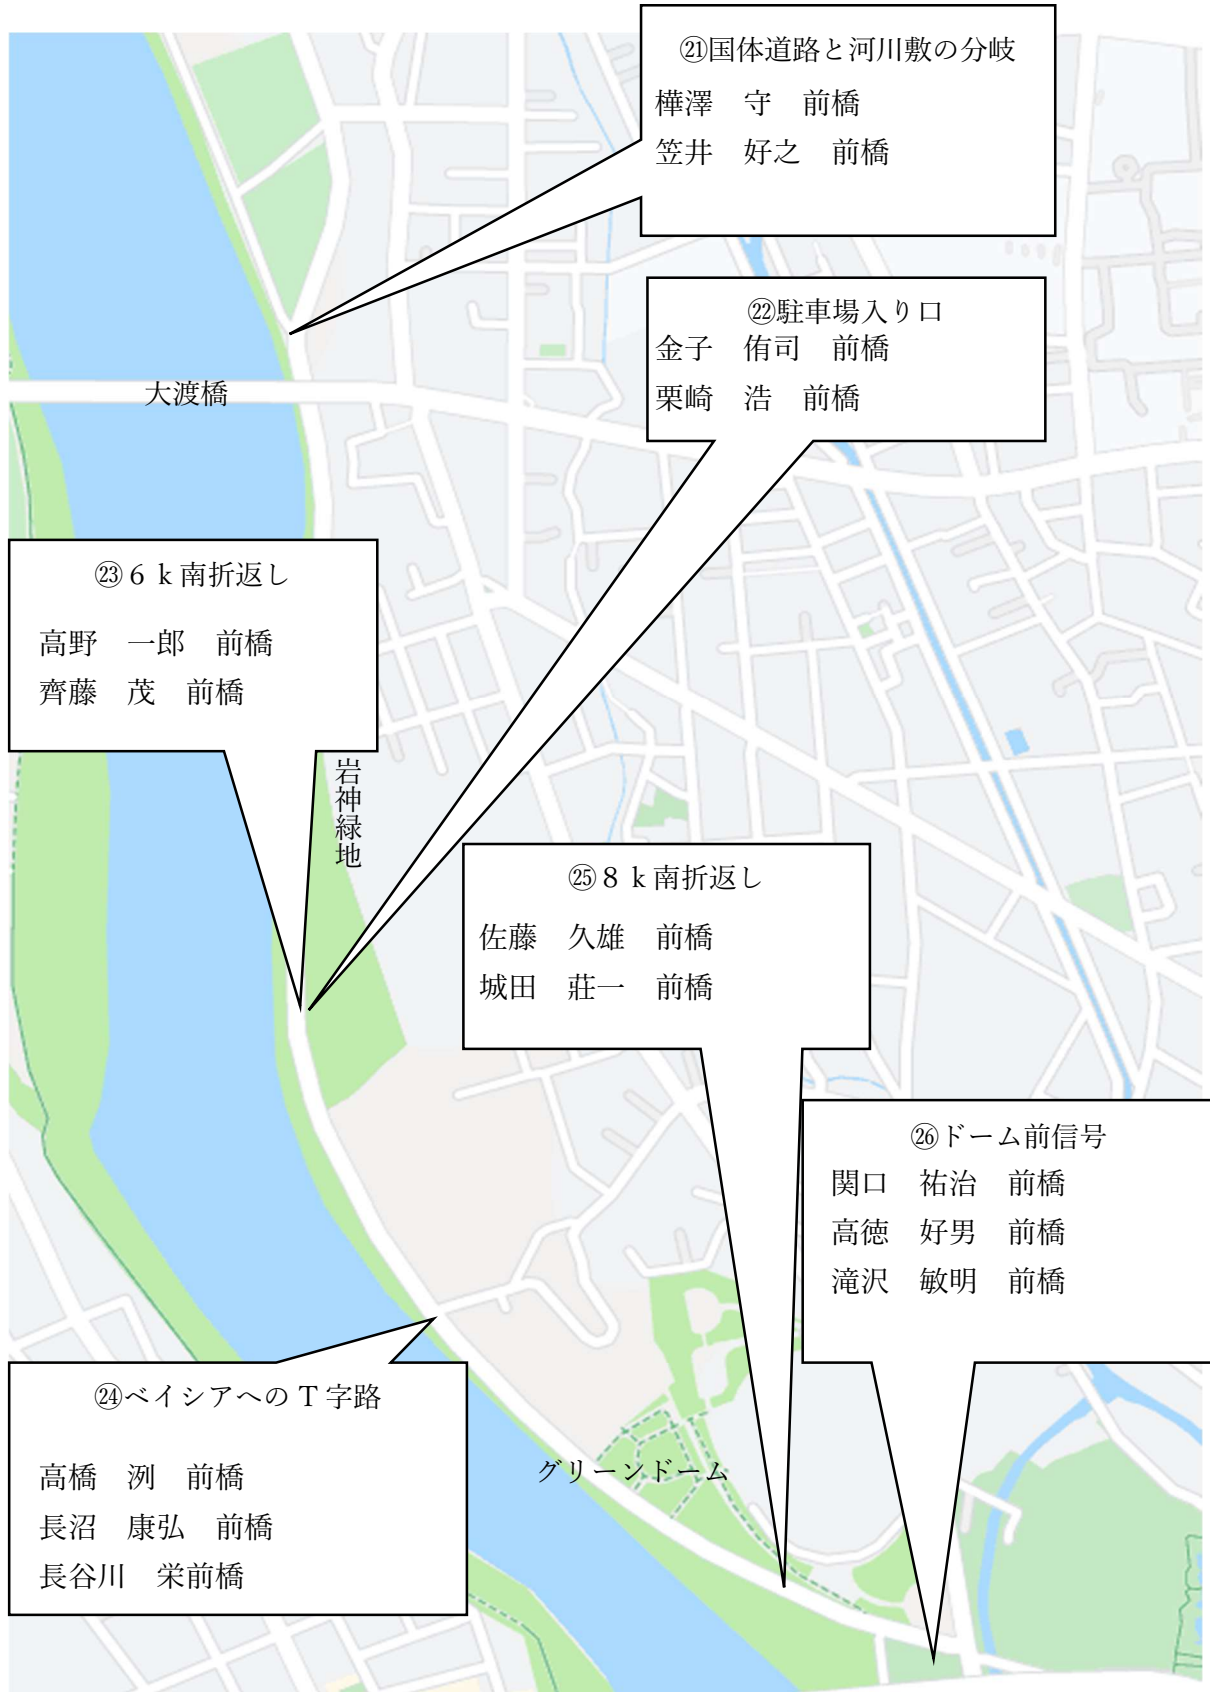 ㉑国体道路と河川敷の分岐
樺澤　守　前橋
笠井　好之　前橋
㉒駐車場入り口
金子　侑司　前橋
栗崎　浩　前橋
大渡橋
㉓６ｋ南折返し
高野　一郎　前橋
齊藤　茂　前橋
岩神緑地
㉕８ｋ南折返し
佐藤　久雄　前橋
城田　莊一　前橋
㉖ドーム前信号
関口　祐治　前橋
高徳　好男　前橋
滝沢　敏明　前橋
㉔ベイシアへのＴ字路
高橋　洌　前橋
長沼　康弘　前橋
長谷川　栄前橋
グリーンドーム